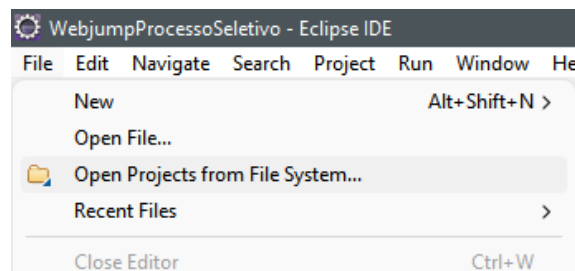 WebjumpProcessoSeletivo - Eclipse IDE
File Edit Navigate Search Project Run Window He
New Alt+Shift+N >
Open File...
Open Projects from File System...
Recent Files >
Close Editor Ctrl+W